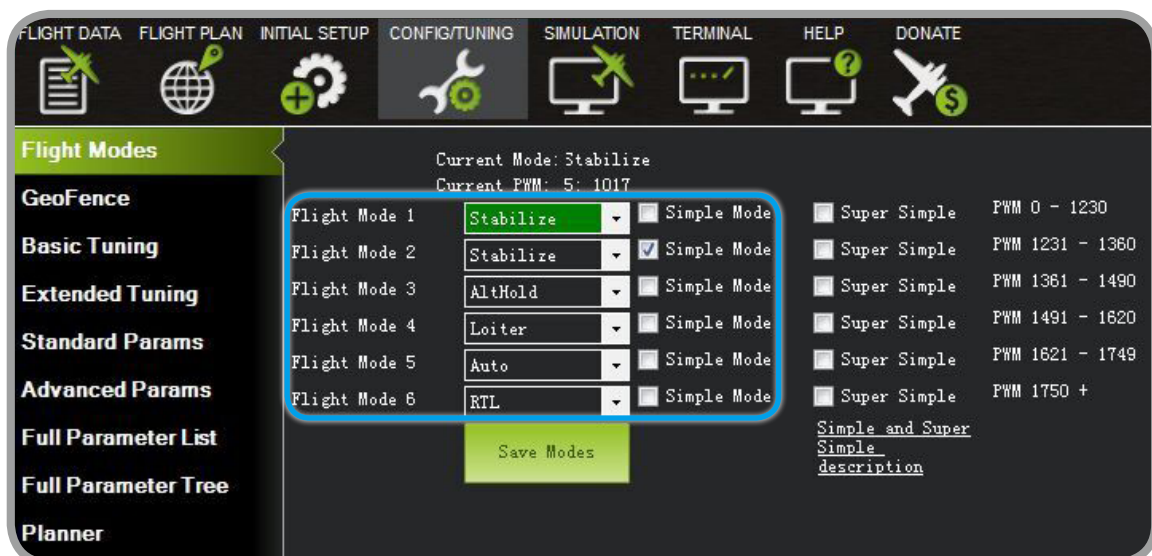 FLIGHT DATA FLIGHT PLAN INITIAL SETUP CONFIG/TUNING SIMULATION TERMINAL HELP DONATE
Flight Modes
GeoFence
Basic Tuning
Extended Tuning
Standard Params
Advanced Params
Full Parameter List
Full Parameter Tree
Planner
Current Mode: Stabilize
Current PWM: 5: 1017
Flight Mode 1 Stabilize Simple Mode Super Simple PWM 0 - 1230
Flight Mode 2 Stabilize Simple Mode Super Simple PWM 1231 - 1360
Flight Mode 3 AltHold Simple Mode Super Simple PWM 1361 - 1490
Flight Mode 4 Loiter Simple Mode Super Simple PWM 1491 - 1620
Flight Mode 5 Auto Simple Mode Super Simple PWM 1621 - 1749
Flight Mode 6 RTL Simple Mode Super Simple PWM 1750 +
Save Modes
Simple and Super
Simple
description